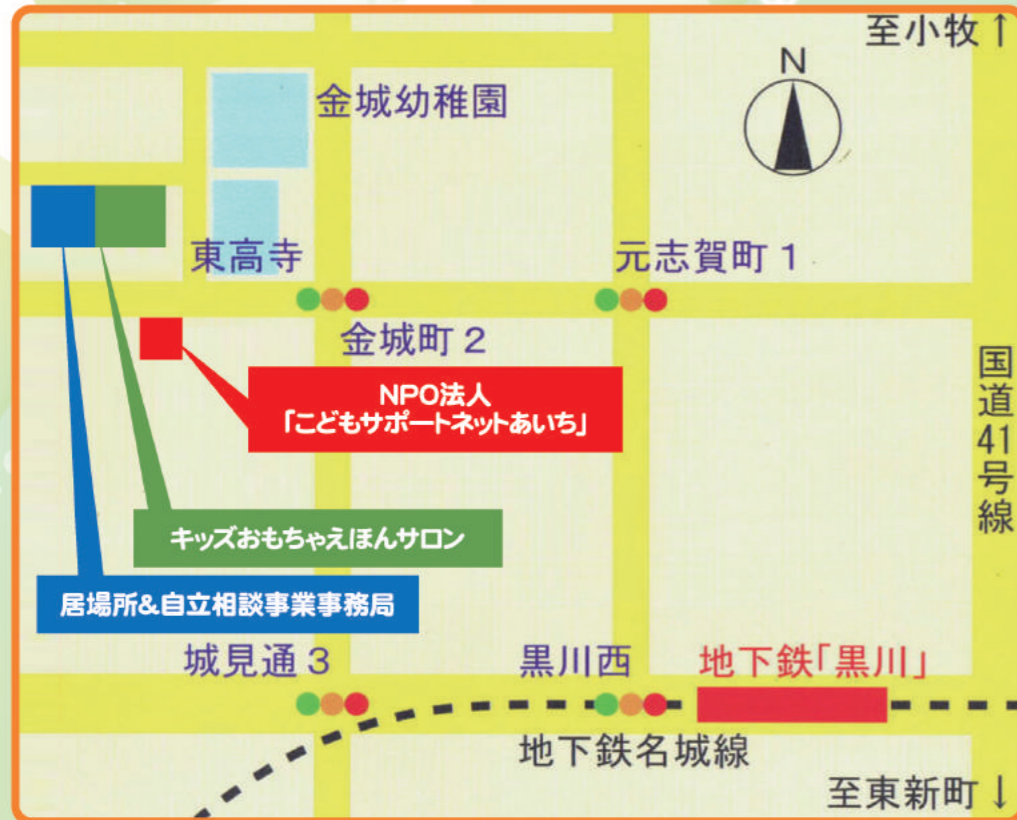 至小牧↑
N
金城幼稚園
東高寺
元志賀町1
金城町2
国道41号線
NPO法人
「こどもサポートネットあいち」
キッズおもちゃえほんサロン
居場所&自立相談事業事務局
城見通3
黒川西
地下鉄「黒川」
地下鉄名城線
至東新町↓